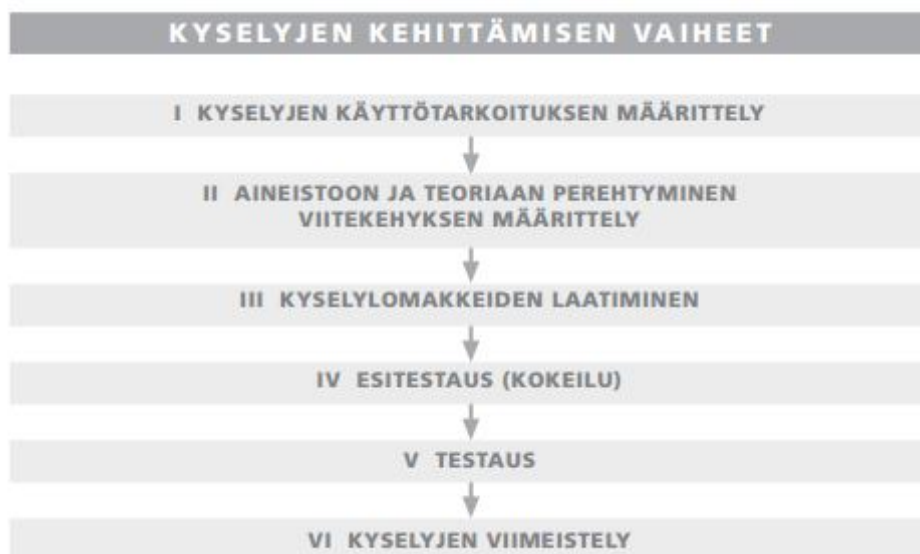 KYSELYJEN KEHITTÄMISEN VAIHEET
I KYSELYJEN KÄYTTÖTARKOITUKSEN MÄÄRITTELY
II AINEISTOON JA TEORIAAN PEREHTYMINEN
VIITEKEHYKSEN MÄÄRITTELY
III KYSELYLOMAKKEIDEN LAATIMINEN
IV ESITESTAUS (KOKEILU)
V TESTAUS
VI KYSELYJEN VIIMEISTELY